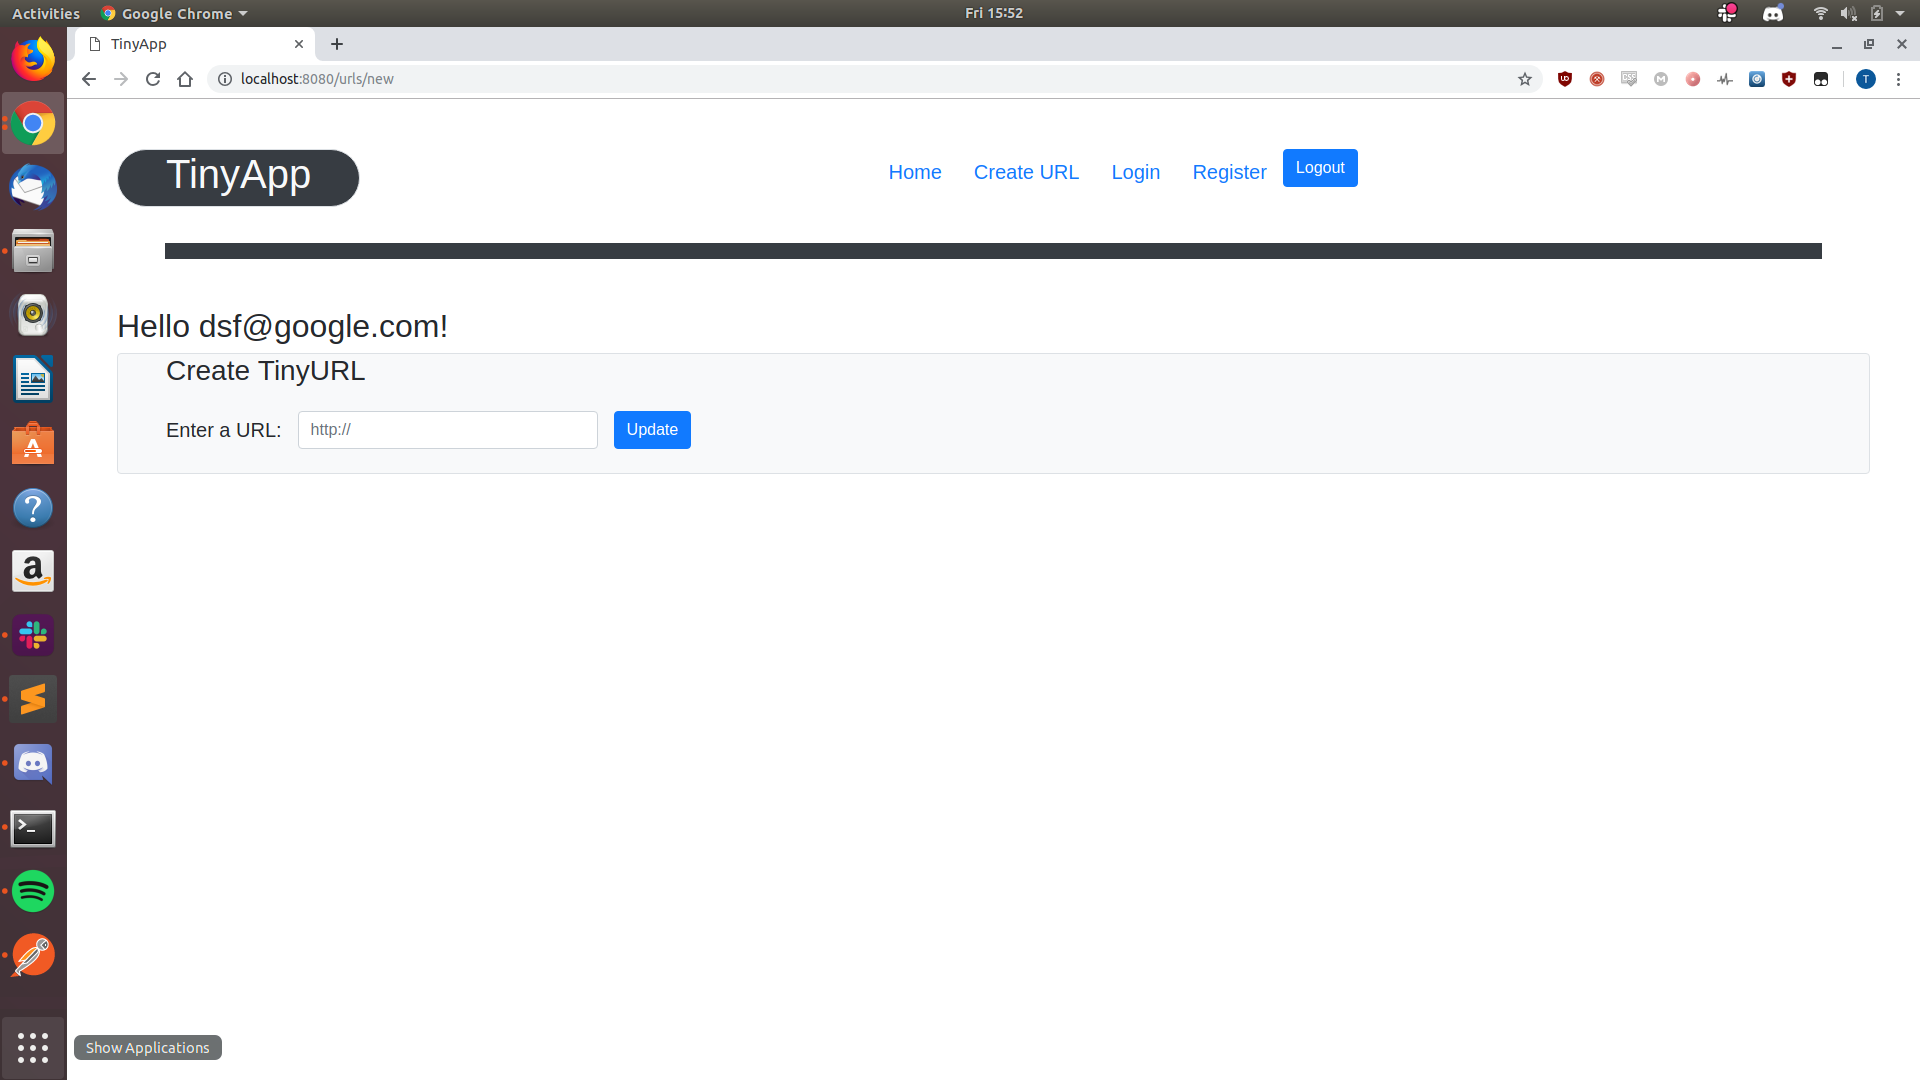 Activities Google Chrome Fri 15:52
TinyApp
localhost:8080/urls/new
T
TinyApp
Home Create URL Login Register Logout
Hello dsf@google.com!
Create TinyURL
Enter a URL: http:// Update
Show Applications